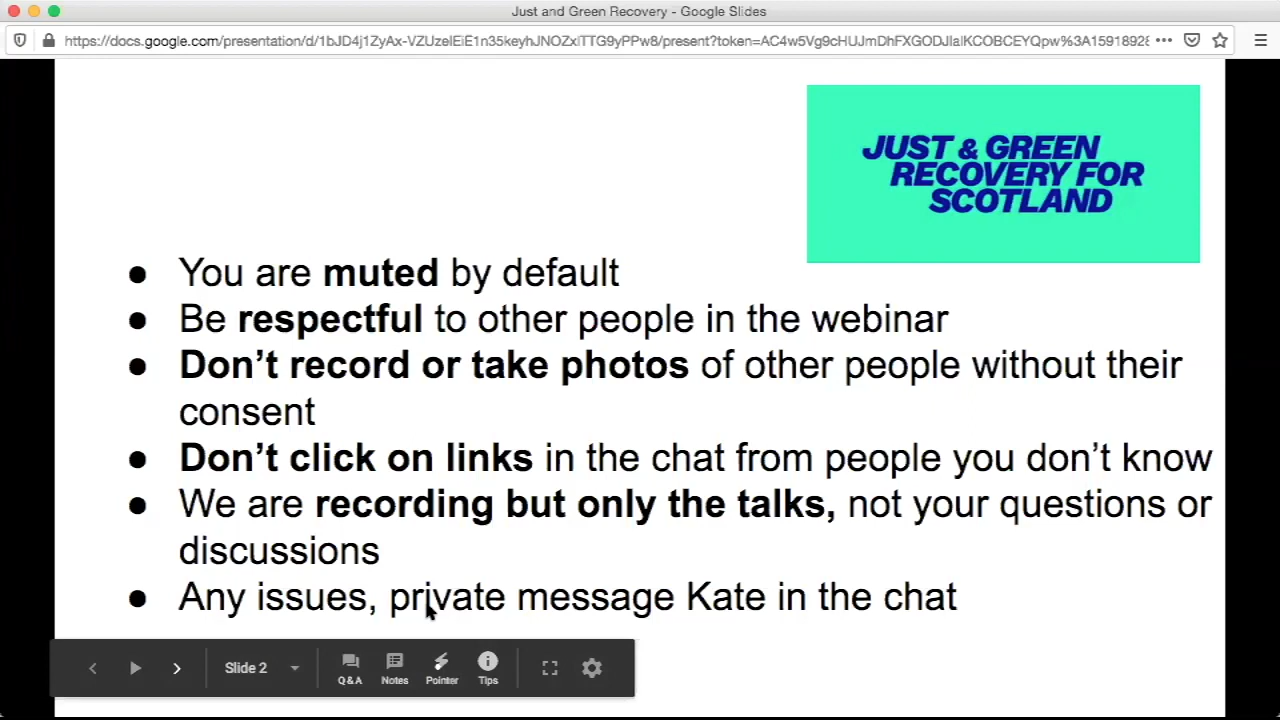 Just and Green Recovery - Google Slides
JUST & GREEN
RECOVERY FOR
SCOTLAND
● You are muted by default
● Be respectful to other people in the webinar
● Don't record or take photos of other people without their
consent
● Don't click on links in the chat from people you don't know
● We are recording but only the talks, not your questions or
discussions
● Any issues, private message Kate in the chat
Slide 2
Q&A Notes Pointer Tips